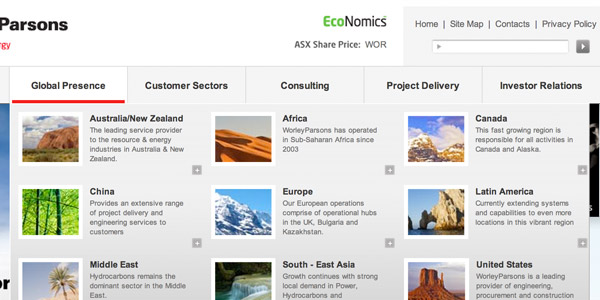 Parsons
EcoNomics
Home | Site Map | Contacts | Privacy Policy
ASX Share Price: WOR
Global Presence
Customer Sectors
Consulting
Project Delivery
Investor Relations
Australia/New Zealand
The leading service provider
to the resource & energy
industries in Australia & New
Zealand.
Africa
WorleyParsons has operated
in Sub-Saharan Africa since
2003
Canada
This fast growing region is
responsible for all activities in
Canada and Alaska.
China
Provides an extensive range
of project delivery and
engineering services to
customers
Europe
Our European operations
comprise of operational hubs
in the UK, Bulgaria and
Kazakhstan.
Latin America
Currently extending systems
and capabilities to even more
locations in this vibrant region
Middle East
Hydrocarbons remains the
dominant sector in the Middle
East.
South - East Asia
Growth continues with strong
local demand in Power,
Hydrocarbons and
United States
WorleyParsons is a leading
provider of engineering,
procurement and construction